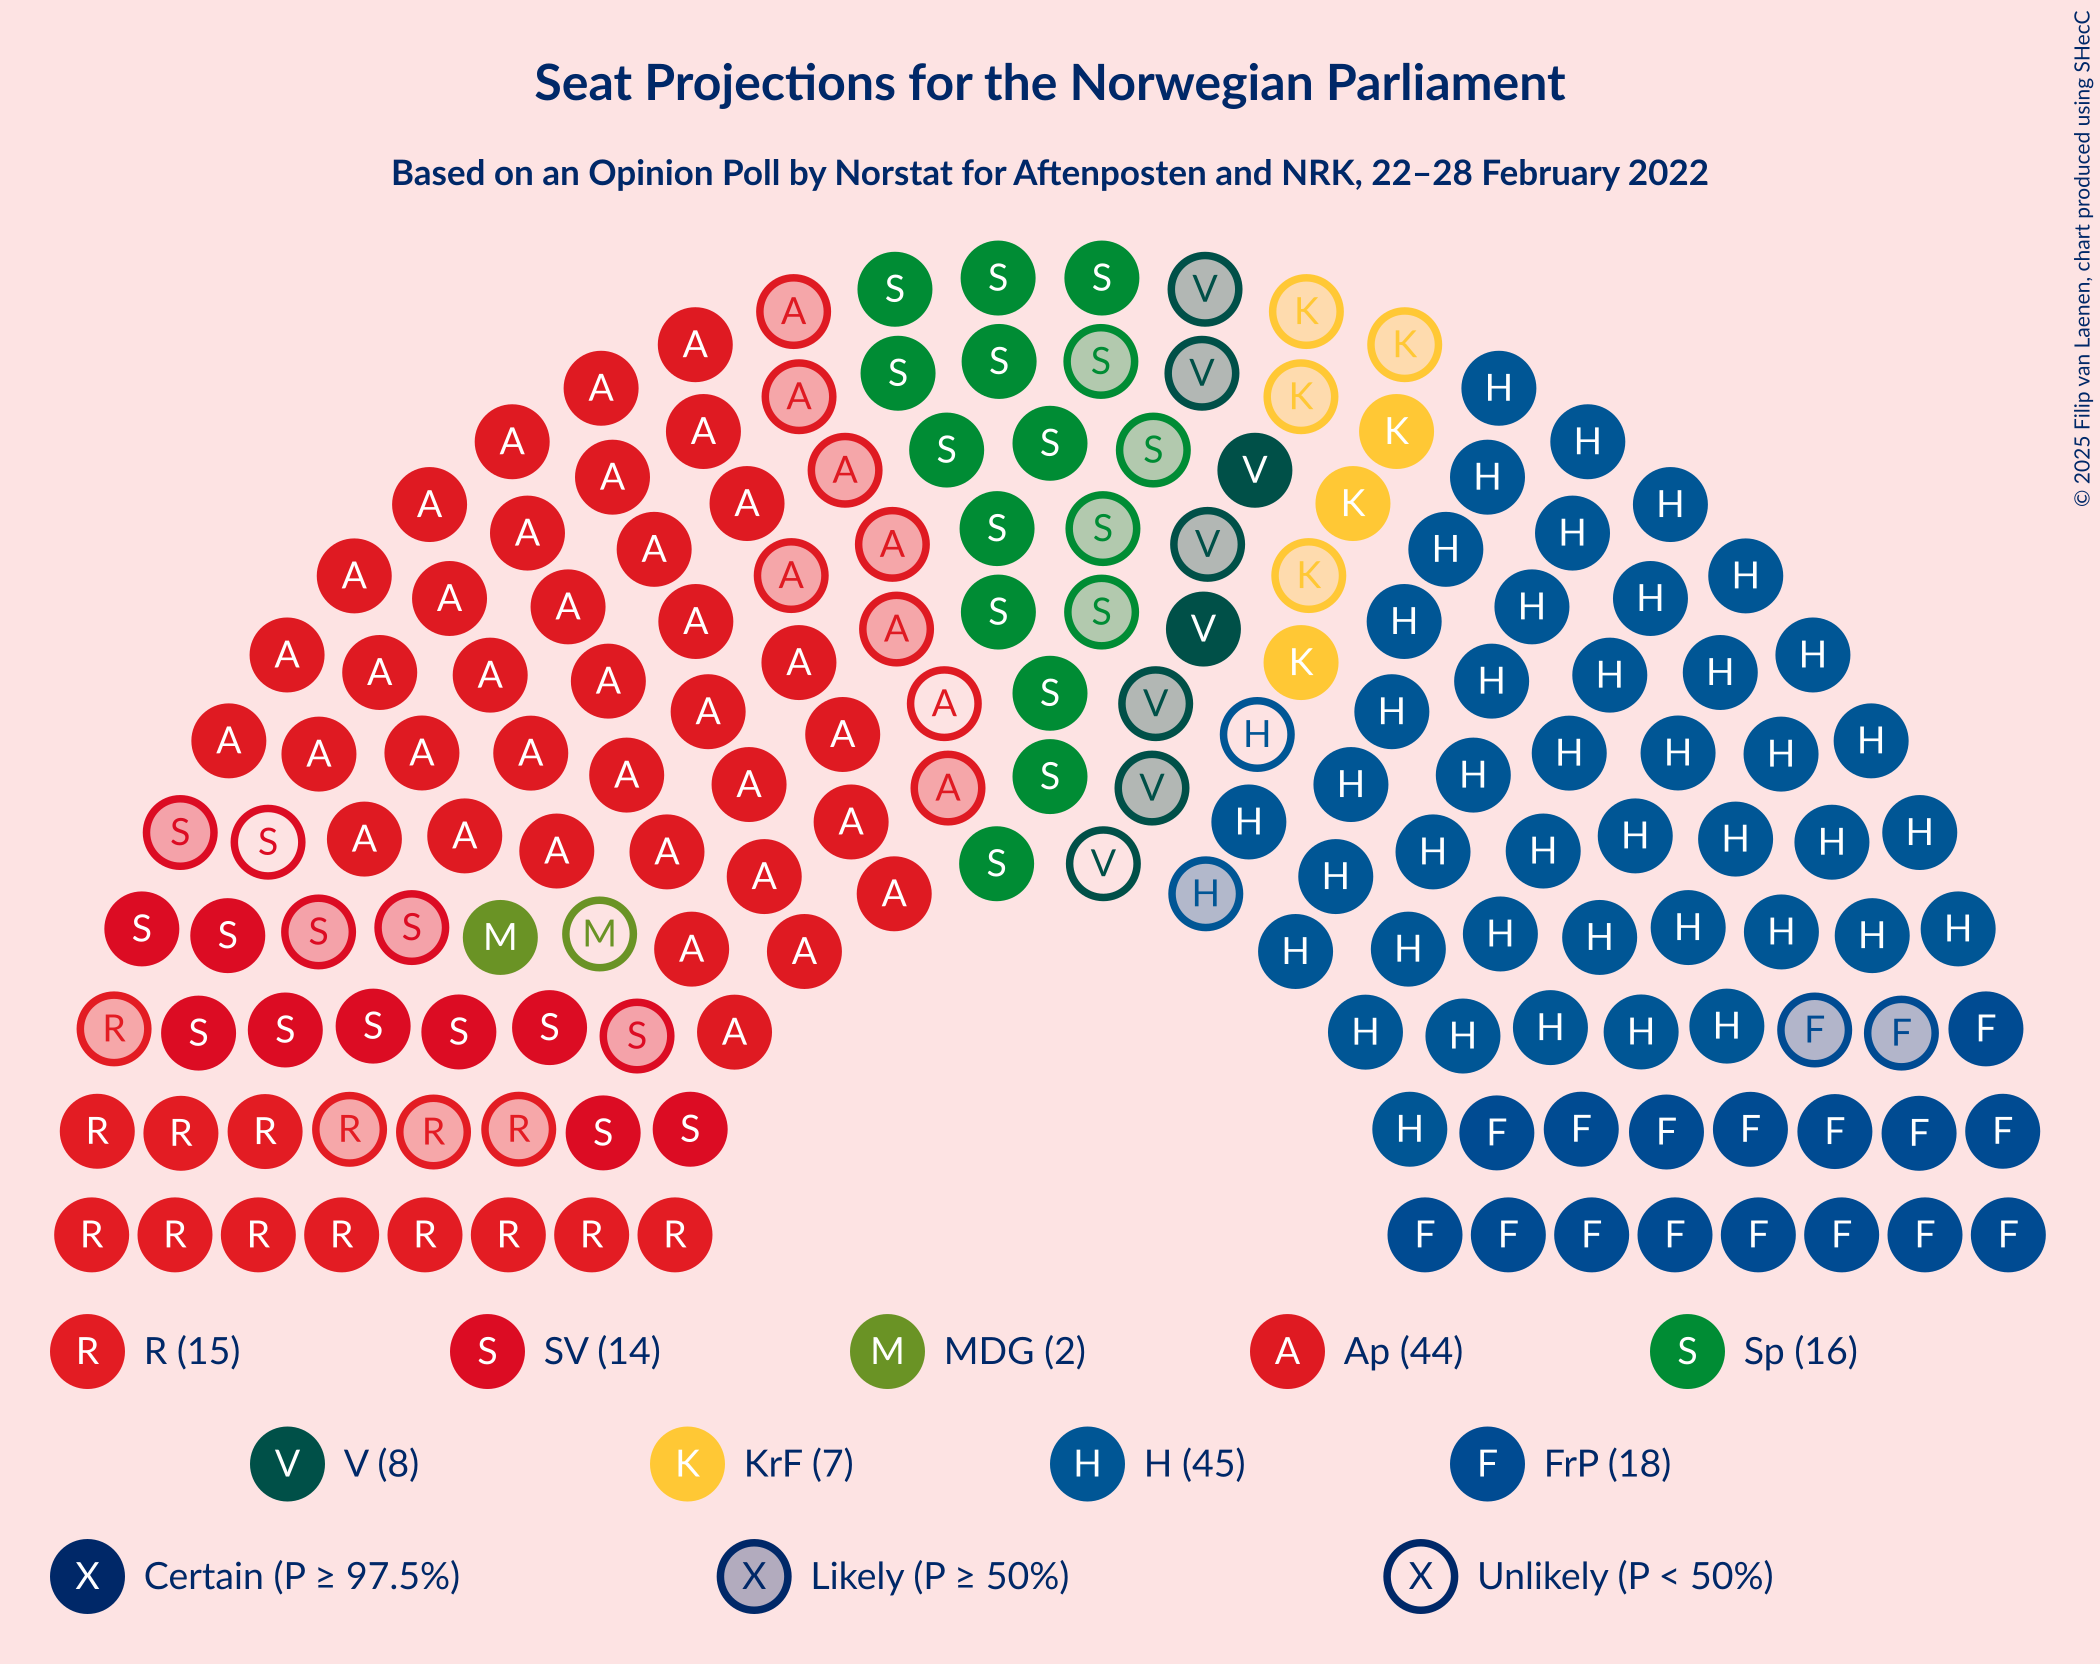 Seat Projections for the Norwegian Parliament
Based on an Opinion Poll by Norstat for Aftenposten and NRK, 22–28 February 2022
© 2025 Filip van Laenen, chart produced using SHecC
S S S V K K
A A S S S V K H
A A A S S V K H H
A A A A S S V K H H H
A A A A A S S V K H H H H
A A A A A A S V K H H H H H
A A A A A A A S V H H H H H H H
A A A A A A A A S V H H H H H H H H
S S A A A A A A H H H H H H H H
S S S S M M A A H H H H H H H H
R S S S S S S A H H H H H F F F
R R R R R R S S H F F F F F F F
R R R R R R R R F F F F F F F F
R R (15) S SV (14) M MDG (2) A Ap (44) S Sp (16)
V V (8) K KrF (7) H H (45) F FrP (18)
X Certain (P ≥ 97.5%) X Likely (P ≥ 50%) X Unlikely (P < 50%)